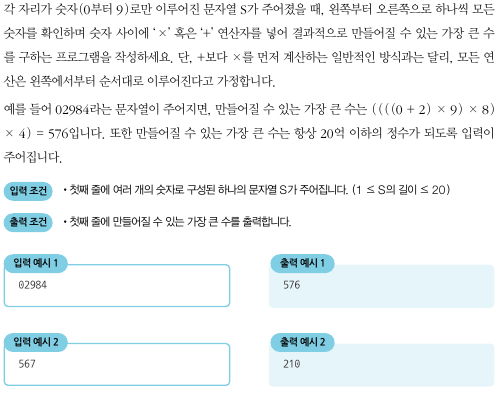 각 자리가 숫자(0부터 9)로만 이루어진 문자열 S가 주어졌을 때, 왼쪽부터 오른쪽으로 하나씩 모든
숫자를 확인하며 숫자 사이에 '×' 혹은 '+' 연산자를 넣어 결과적으로 만들어질 수 있는 가장 큰 수
를 구하는 프로그램을 작성하세요. 단, +보다 ×를 먼저 계산하는 일반적인 방식과는 달리, 모든 연
산은 왼쪽에서부터 순서대로 이루어진다고 가정합니다.
예를 들어 02984라는 문자열이 주어지면, 만들어질 수 있는 가장 큰 수는 ((((0 + 2) × 9) × 8)
× 4) = 576입니다. 또한 만들어질 수 있는 가장 큰 수는 항상 20억 이하의 정수가 되도록 입력이
주어집니다.
입력 조건 • 첫째 줄에 여러 개의 숫자로 구성된 하나의 문자열 S가 주어집니다. (1 ≤ S의 길이 ≤ 20)
출력 조건 • 첫째 줄에 만들어질 수 있는 가장 큰 수를 출력합니다.
입력 예시 1
02984
출력 예시 1
576
입력 예시 2
567
출력 예시 2
210